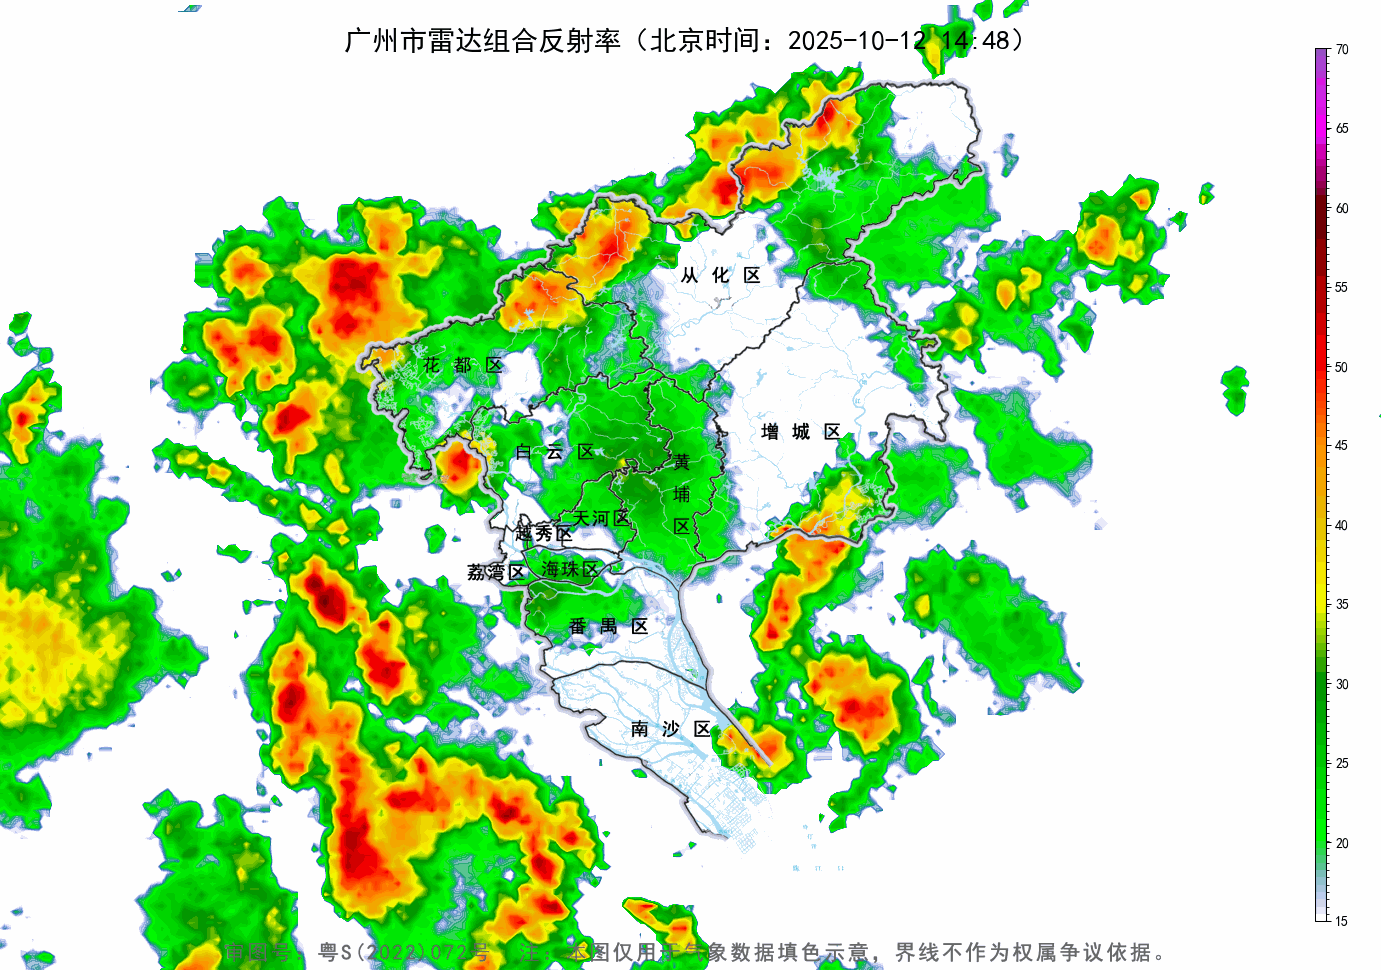 广州市雷达组合反射率（北京时间：2025-10-12 14:48）
70
65
60
从 化 区
55
50
花 都 区
45
增 城 区
白 云 区
黄埔区
40
天河区
越秀区
海珠区
荔湾区
35
番 禺 区
30
南 沙 区
25
20
15
审图号：粤S(2022)072号 注：本图仅用于气象数据填色示意，界线不作为权属争议依据。